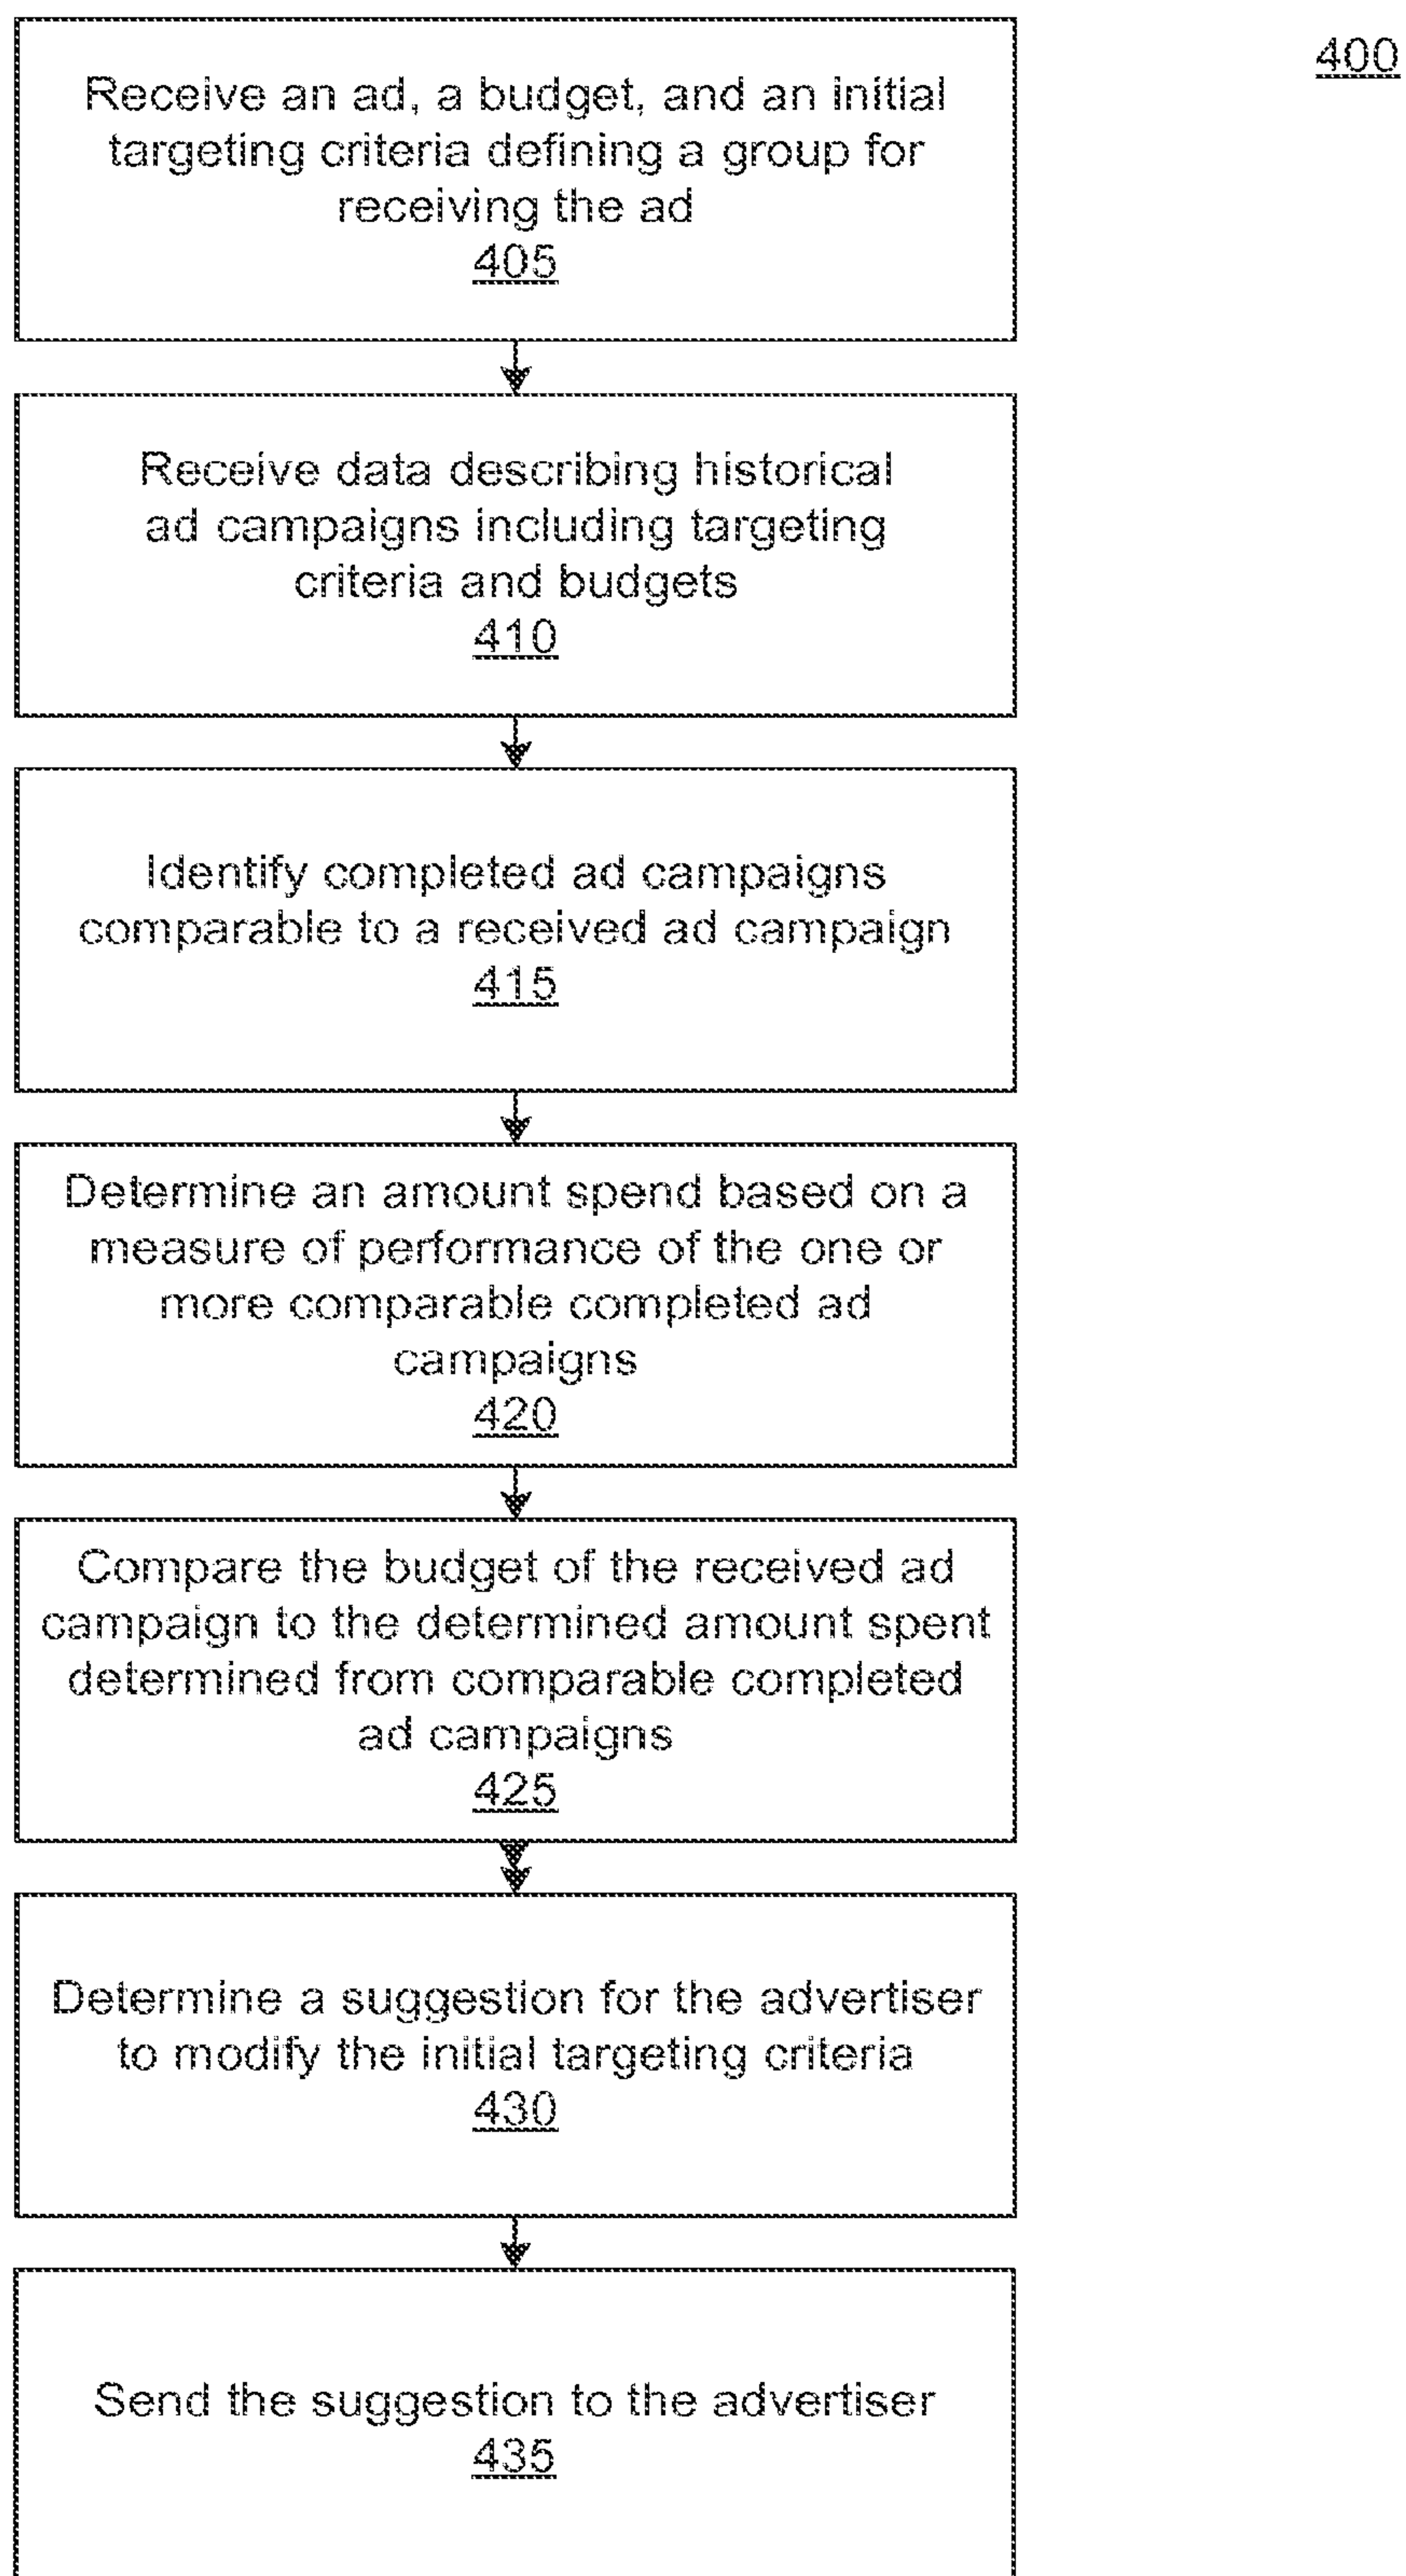 400
Receive an ad, a budget, and an initial
targeting criteria defining a group for
receiving the ad
405
Receive data describing historical
ad campaigns including targeting
criteria and budgets
410
Identify completed ad campaigns
comparable to a received ad campaign
415
Determine an amount spend based on a
measure of performance of the one or
more comparable completed ad
campaigns
420
Compare the budget of the received ad
campaign to the determined amount spent
determined from comparable completed
ad campaigns
425
Determine a suggestion for the advertiser
to modify the initial targeting criteria
430
Send the suggestion to the advertiser
435